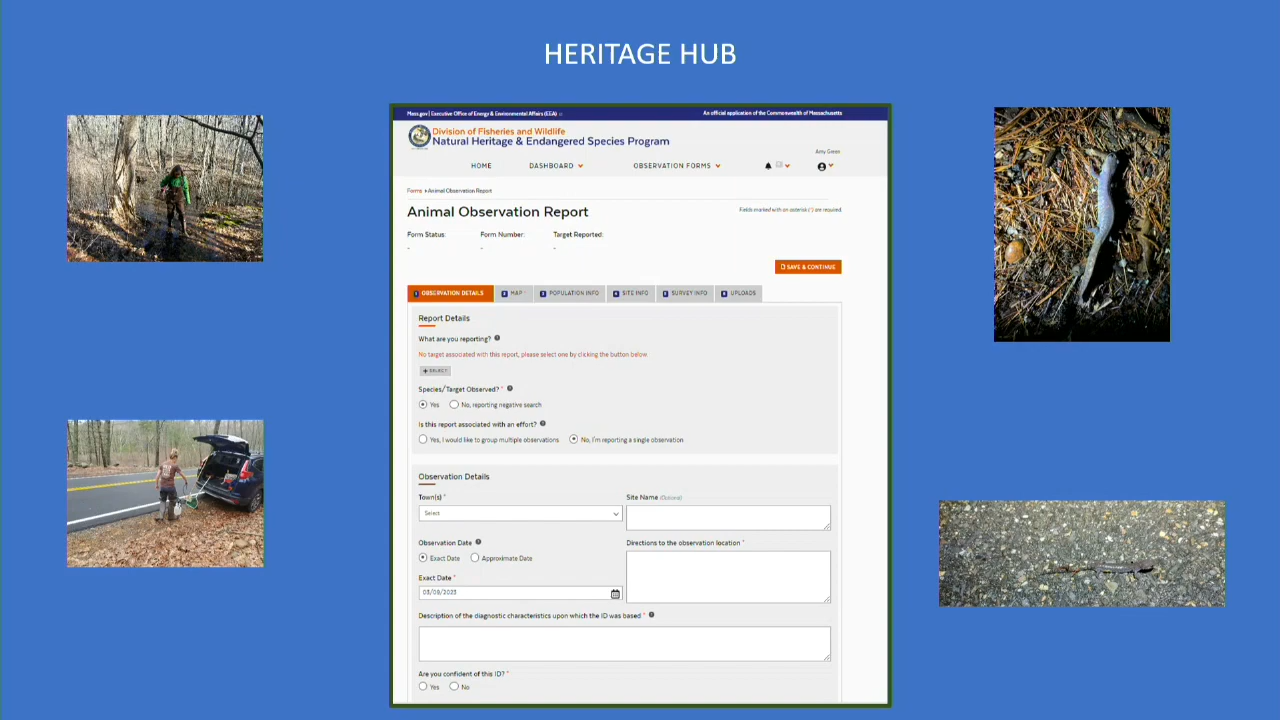 HERITAGE HUB
Mass.gov | Executive Office of Energy & Environmental Affairs (EEA)
An official application of the Commonwealth of Massachusetts
Division of Fisheries and Wildlife
Natural Heritage & Endangered Species Program
Amy Green
HOME DASHBOARD OBSERVATION FORMS
Forms Animal Observation Report
Animal Observation Report
Fields marked with an asterisk (*) are required.
Form Status: Form Number: Target Reported:
- - -
SAVE & CONTINUE
1 OBSERVATION DETAILS 2 MAP * 3 POPULATION INFO 4 SITE INFO 5 SURVEY INFO 6 UPLOADS
Report Details
What are you reporting?
No target associated with this report, please select one by clicking the button below.
+ SELECT
Species/Target Observed? *
Yes No, reporting negative search
Is this report associated with an effort?
Yes, I would like to group multiple observations No, I'm reporting a single observation
Observation Details
Town(s) * Site Name (Optional)
Select
Observation Date Directions to the observation location *
Exact Date Approximate Date
Exact Date *
03/09/2023
Description of the diagnostic characteristics upon which the ID was based *
Are you confident of this ID? *
Yes No